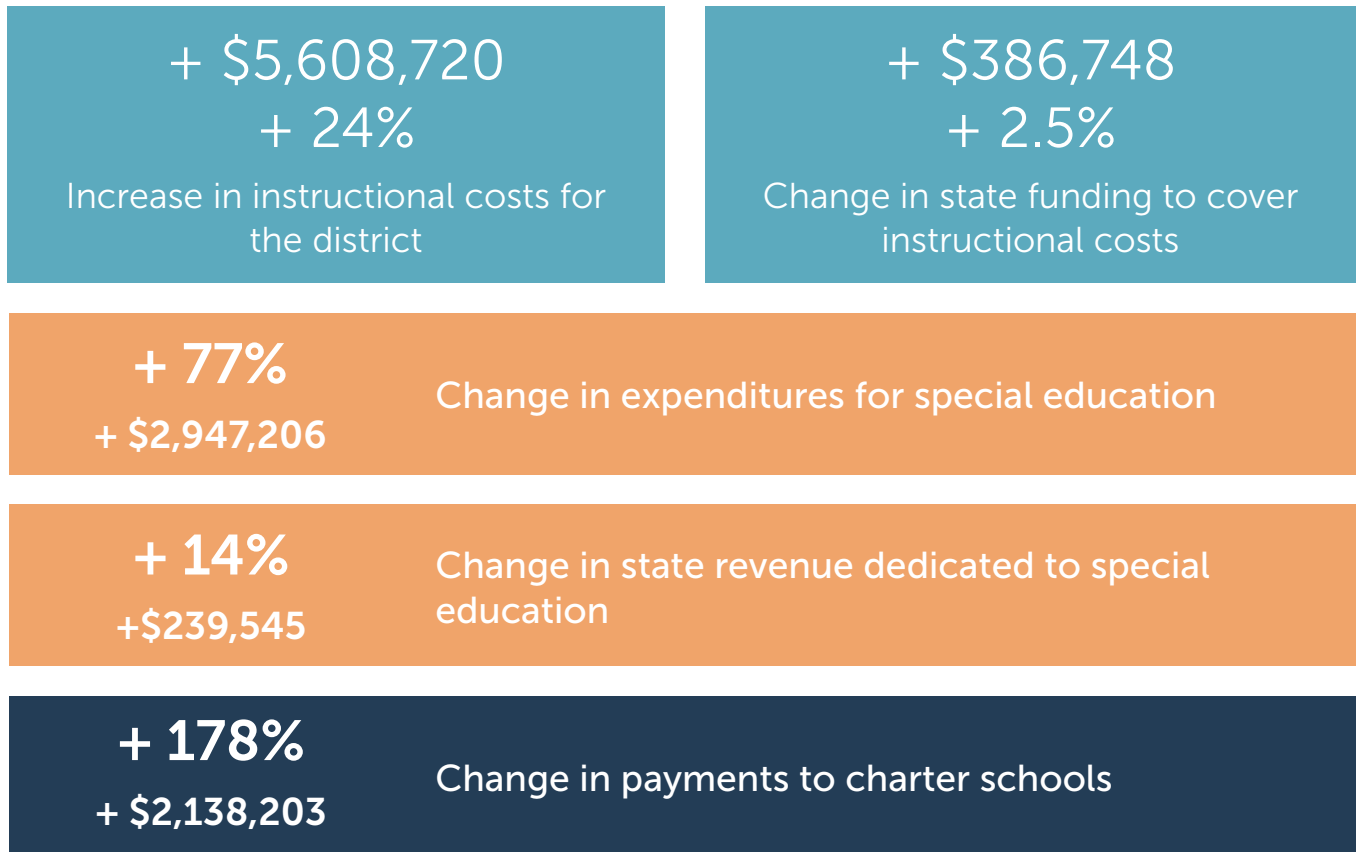 + $5,608,720
+ 24%
Increase in instructional costs for
the district
+ $386,748
+ 2.5%
Change in state funding to cover
instructional costs
+ 77%
+ $2,947,206
Change in expenditures for special education
+ 14%
+$239,545
Change in state revenue dedicated to special
education
+ 178%
+ $2,138,203
Change in payments to charter schools